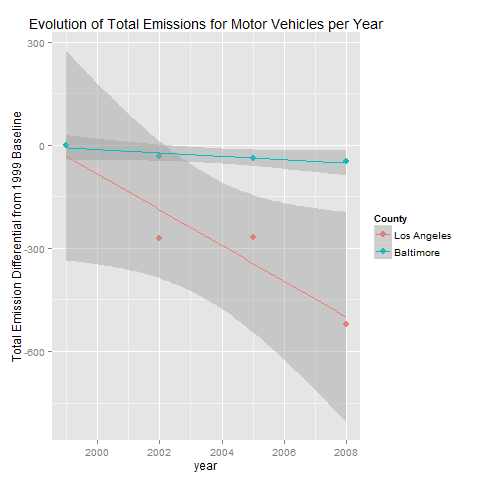 Evolution of Total Emissions for Motor Vehicles per Year
Total Emission Differential from 1999 Baseline
300
0
-300
-600
2000
2002
2004
2006
2008
year
County
Los Angeles
Baltimore